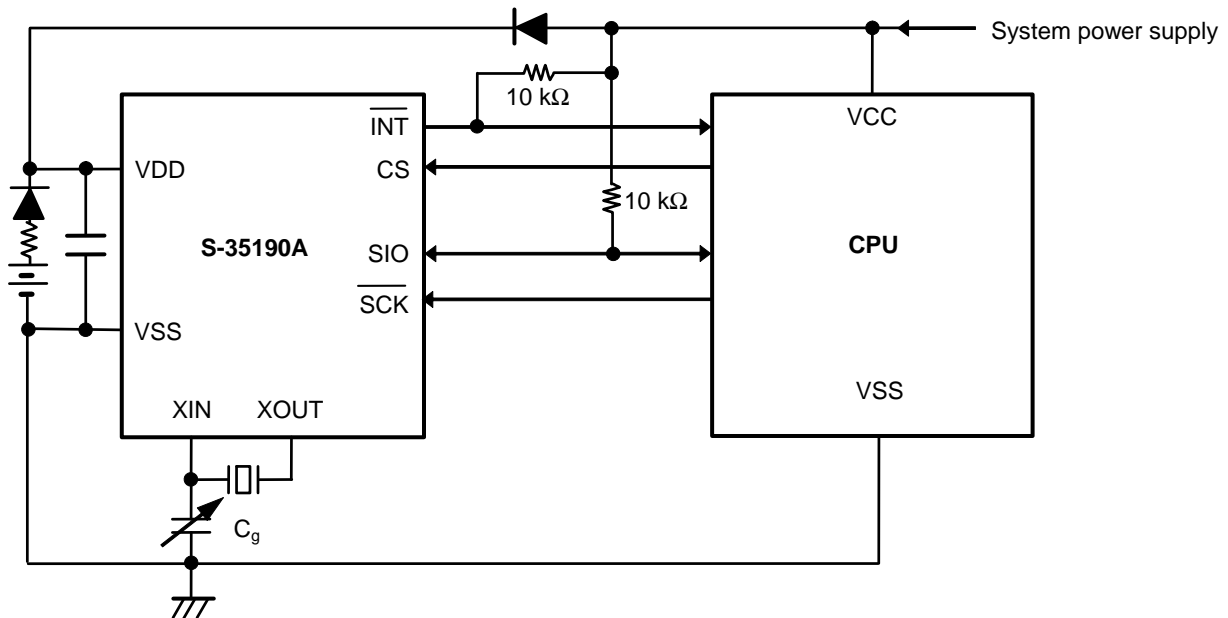 System power supply
10 kΩ
INT
VCC
VDD
CS
10 kΩ
S-35190A
SIO
CPU
SCK
VSS
VSS
XIN
XOUT
Cg